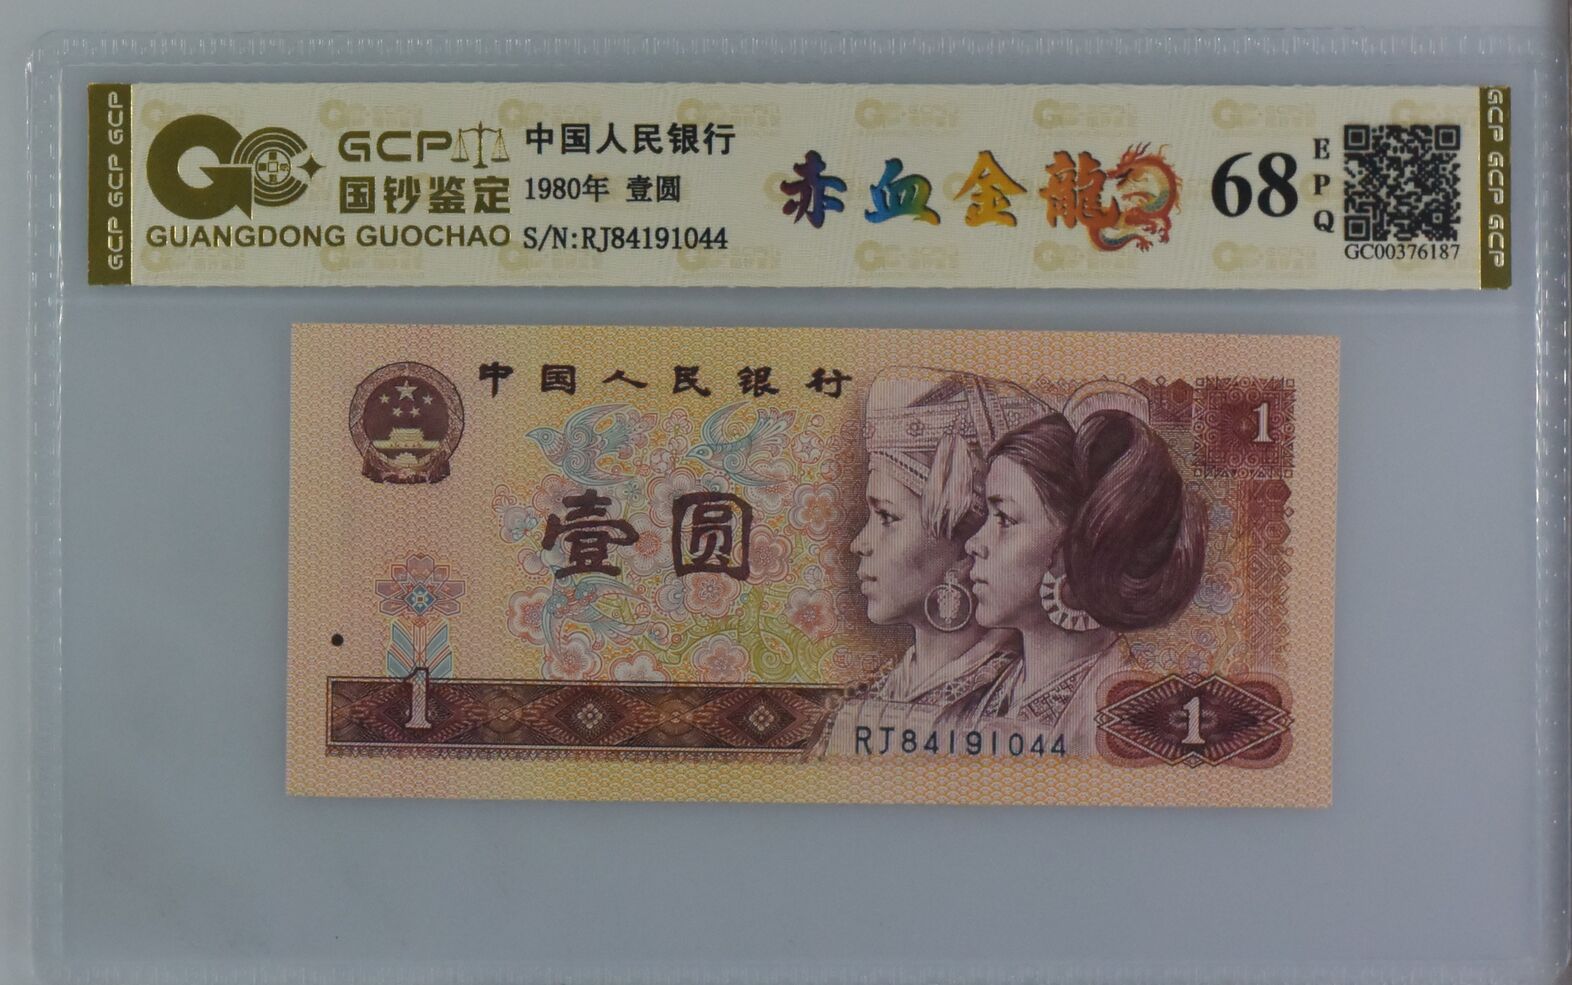 GCP GCP GCP
GCP
国钞鉴定
GUANGDONG GUOCHAO
中国人民银行
1980年 壹圆
S/N:RJ84191044
赤血金龍
68
EPQ
GC00376187
GCP GCP GCP
中国人民银行
1
壹圆
1
RJ84191044
1